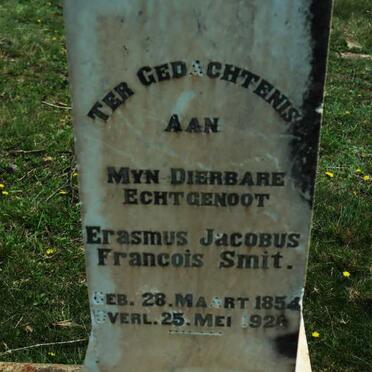 TER GEDACHTENIS
AAN
MYN DIERBARE
ECHTGENOOT
Erasmus Jacobus
Francois Smit.
GEB. 28. MAART 1854
OVERL. 25. MEI 1928